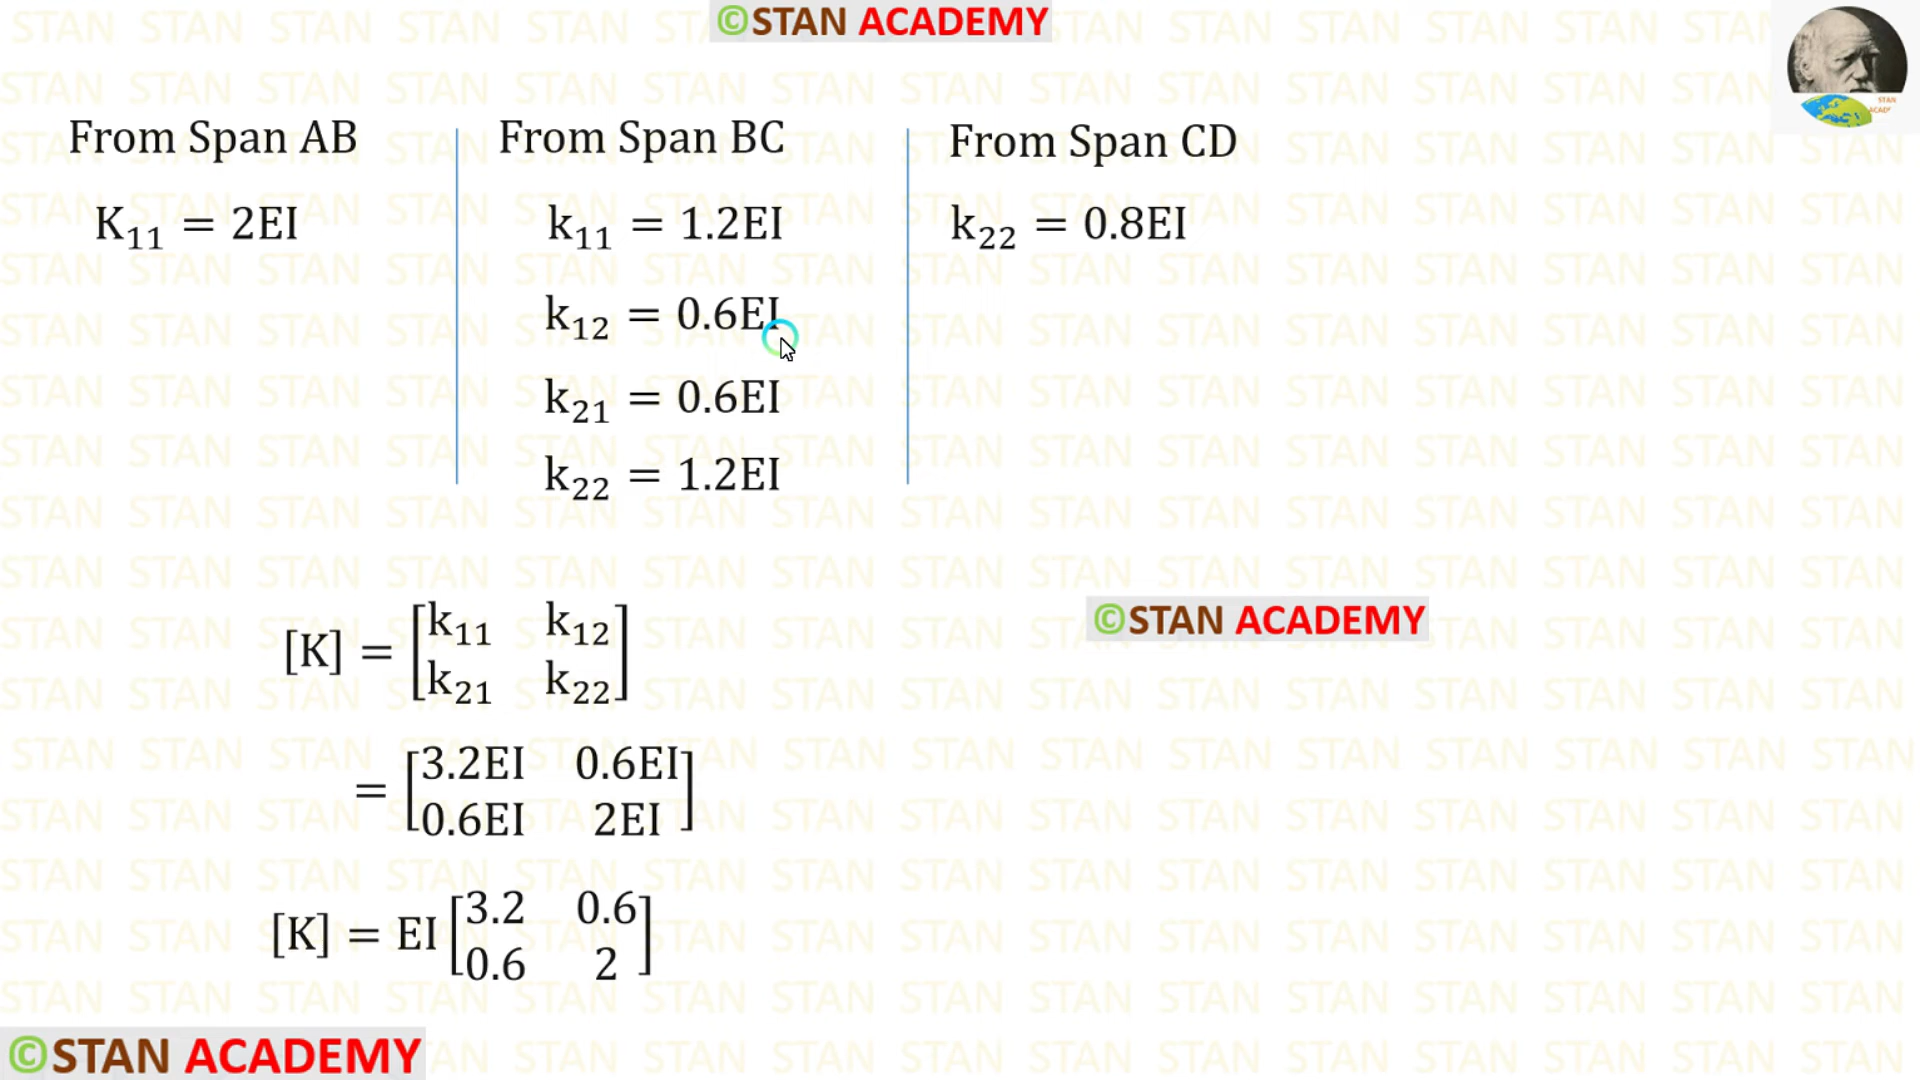 ©STAN ACADEMY
STAN ACADEMY
From Span AB
K₁₁ = 2EI
From Span BC
k₁₁ = 1.2EI
k₁₂ = 0.6EI
k₂₁ = 0.6EI
k₂₂ = 1.2EI
From Span CD
k₂₂ = 0.8EI
[K] = [k₁₁ k₁₂
k₂₁ k₂₂]
©STAN ACADEMY
= [3.2EI 0.6EI
0.6EI 2EI]
[K] = EI [3.2 0.6
0.6 2]
©STAN ACADEMY